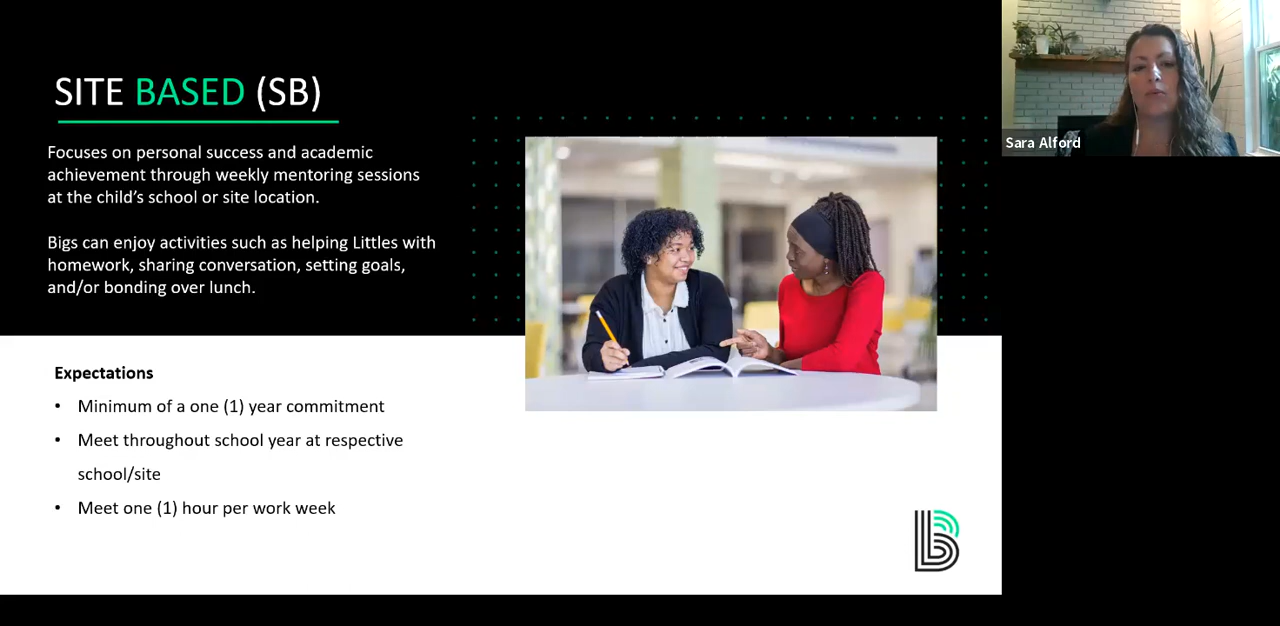 SITE BASED (SB)
Focuses on personal success and academic
achievement through weekly mentoring sessions
at the child's school or site location.
Bigs can enjoy activities such as helping Littles with
homework, sharing conversation, setting goals,
and/or bonding over lunch.
Expectations
• Minimum of a one (1) year commitment
• Meet throughout school year at respective
school/site
• Meet one (1) hour per work week
Sara Alford